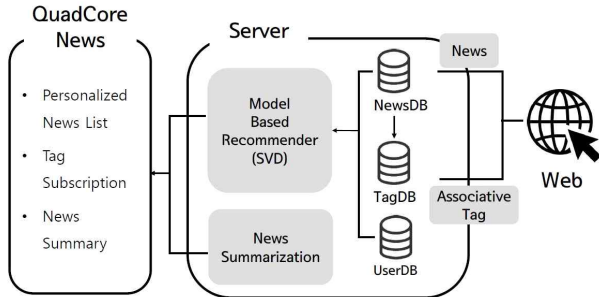 QuadCore
News
• Personalized
News List
• Tag
Subscription
• News
Summary
Server
Model
Based
Recommender
(SVD)
News
Summarization
NewsDB
TagDB
UserDB
News
Associative
Tag
Web